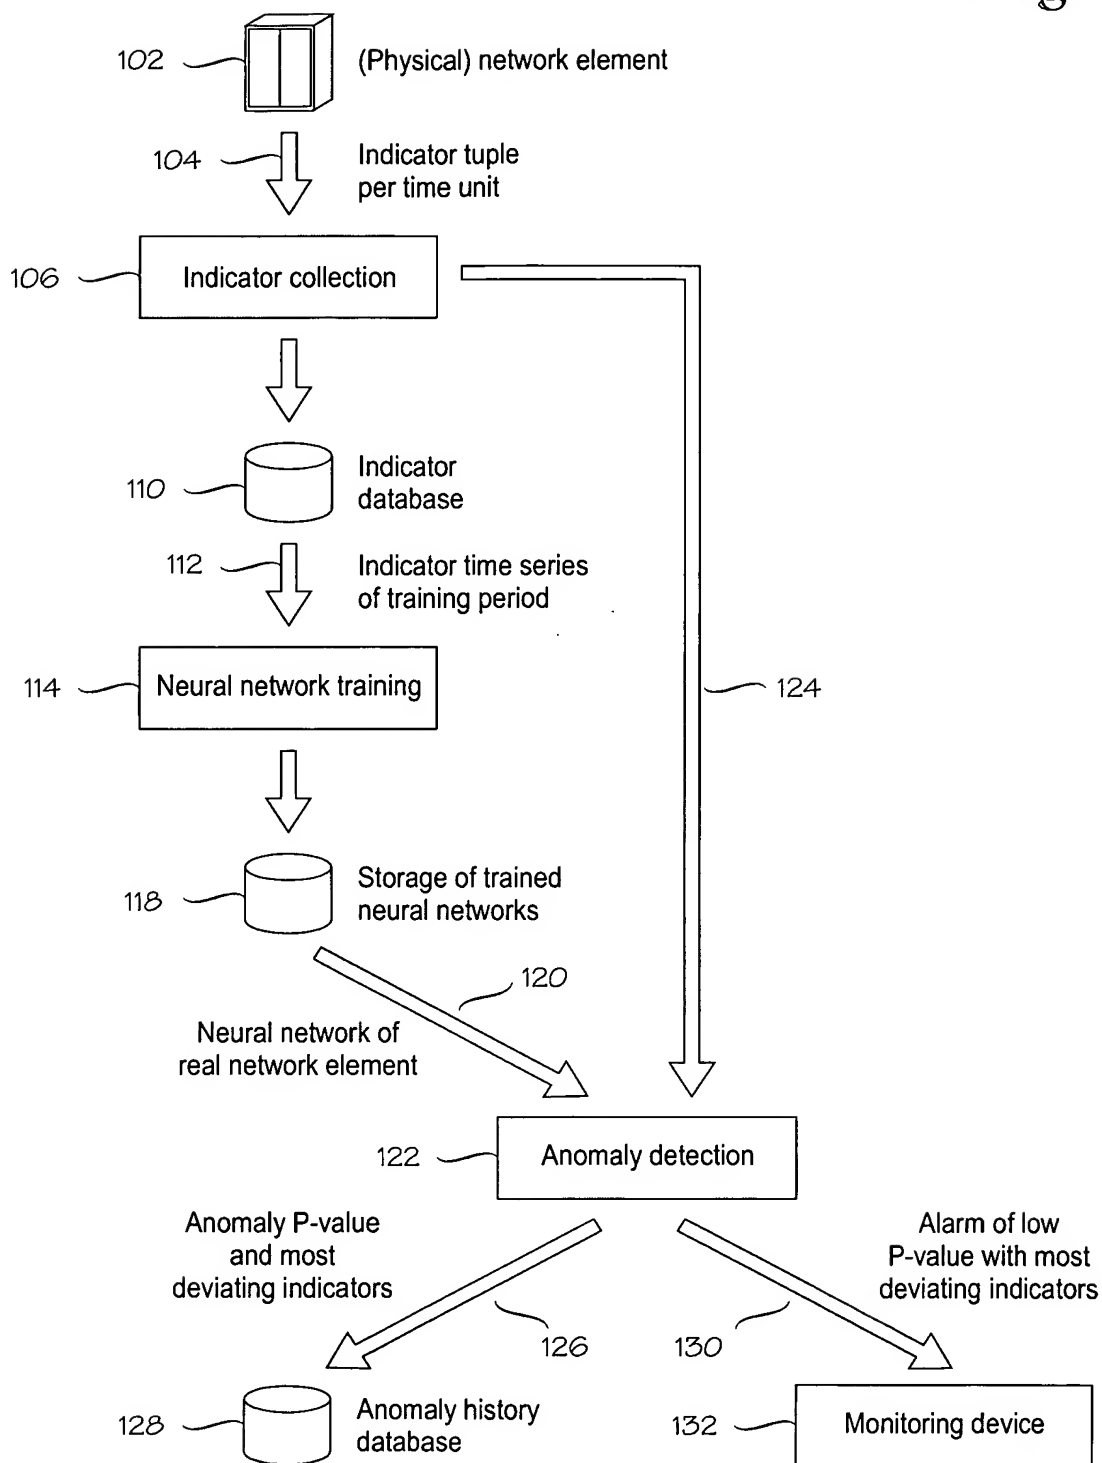 102
(Physical) network element
104
Indicator tuple
per time unit
106
Indicator collection
110
Indicator
database
112
Indicator time series
of training period
114
Neural network training
124
118
Storage of trained
neural networks
120
Neural network of
real network element
122
Anomaly detection
Anomaly P-value
and most
deviating indicators
Alarm of low
P-value with most
deviating indicators
126
130
128
Anomaly history
database
132
Monitoring device